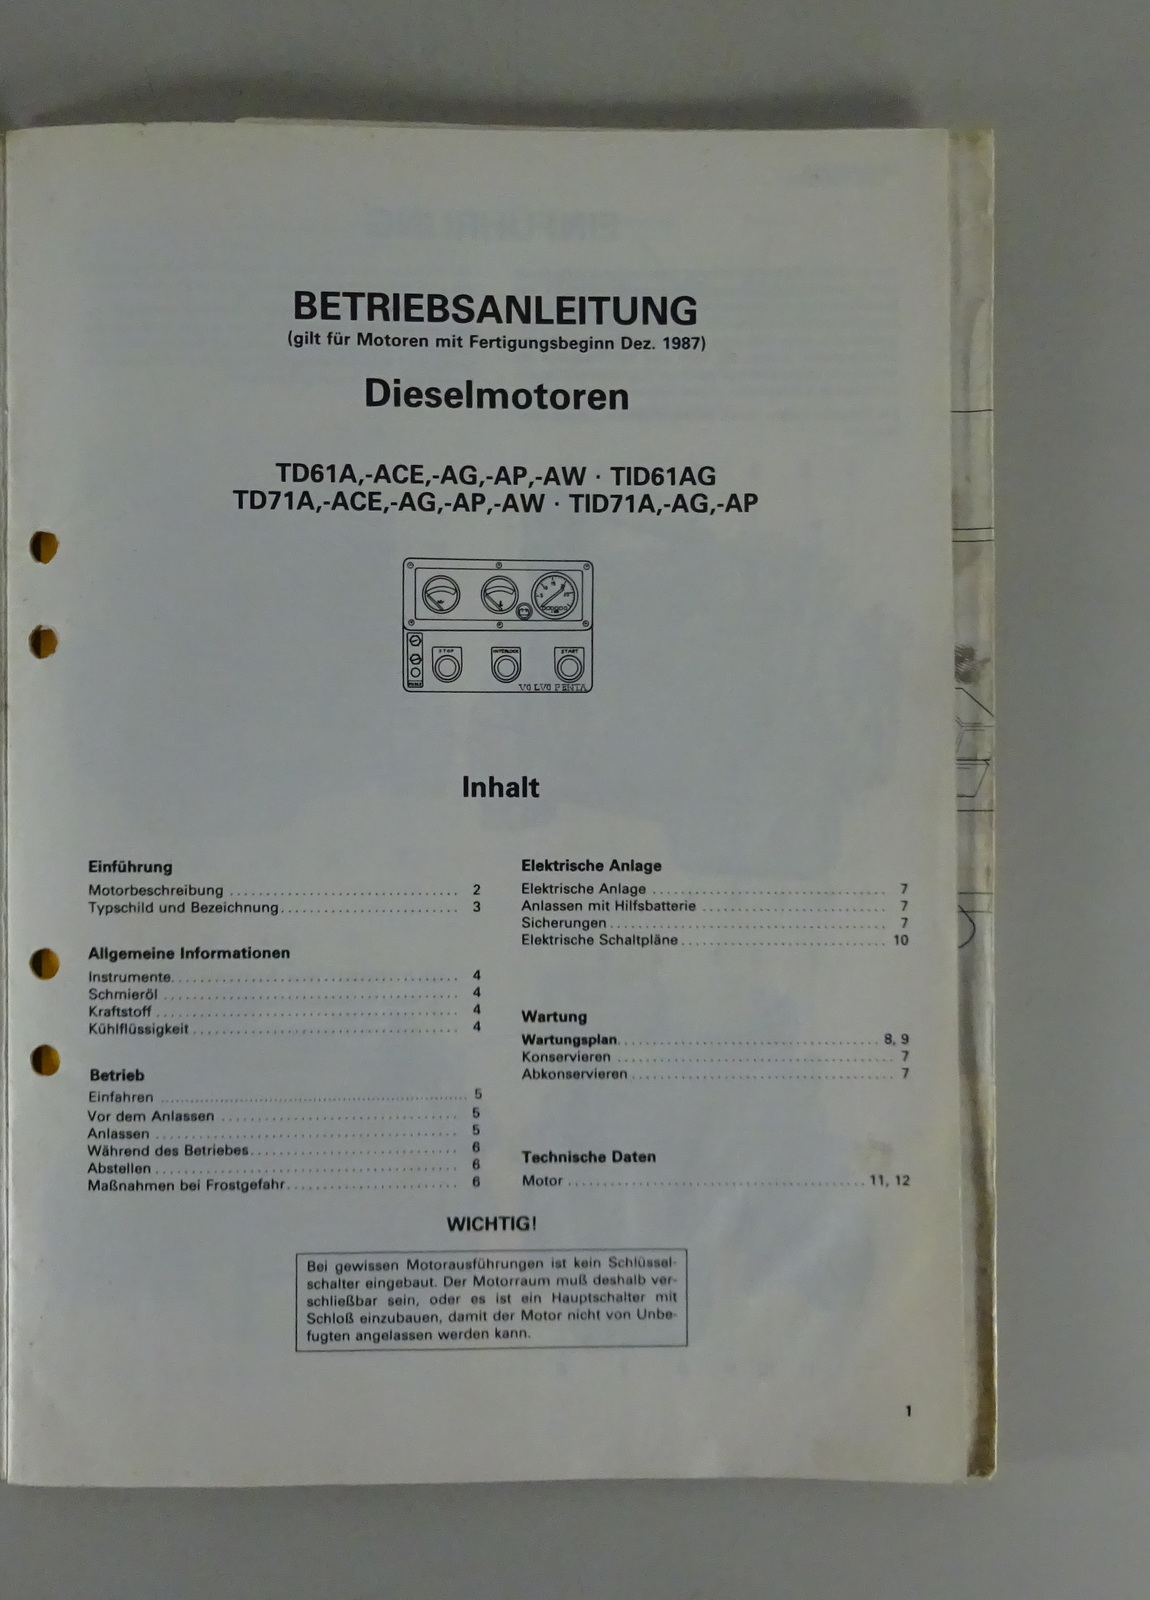 BETRIEBSANLEITUNG
(gilt für Motoren mit Fertigungsbeginn Dez. 1987)
Dieselmotoren
TD61A,-ACE,-AG,-AP,-AW · TID61AG
TD71A,-ACE,-AG,-AP,-AW · TID71A,-AG,-AP
STOP INTERLOCK START
VOLVO PENTA
Inhalt
Einführung
Motorbeschreibung 2
Typschild und Bezeichnung 3
Allgemeine Informationen
Instrumente 4
Schmieröl 4
Kraftstoff 4
Kühlflüssigkeit 4
Betrieb
Einfahren 5
Vor dem Anlassen 5
Anlassen 5
Während des Betriebes 6
Abstellen 6
Maßnahmen bei Frostgefahr 6
Elektrische Anlage
Elektrische Anlage 7
Anlassen mit Hilfsbatterie 7
Sicherungen 7
Elektrische Schaltpläne 10
Wartung
Wartungsplan 8, 9
Konservieren 7
Abkonservieren 7
Technische Daten
Motor 11, 12
WICHTIG!
Bei gewissen Motorausführungen ist kein Schlüssel-
schalter eingebaut. Der Motorraum muß deshalb ver-
schließbar sein, oder es ist ein Hauptschalter mit
Schloß einzubauen, damit der Motor nicht von Unbe-
fugten angelassen werden kann.
1